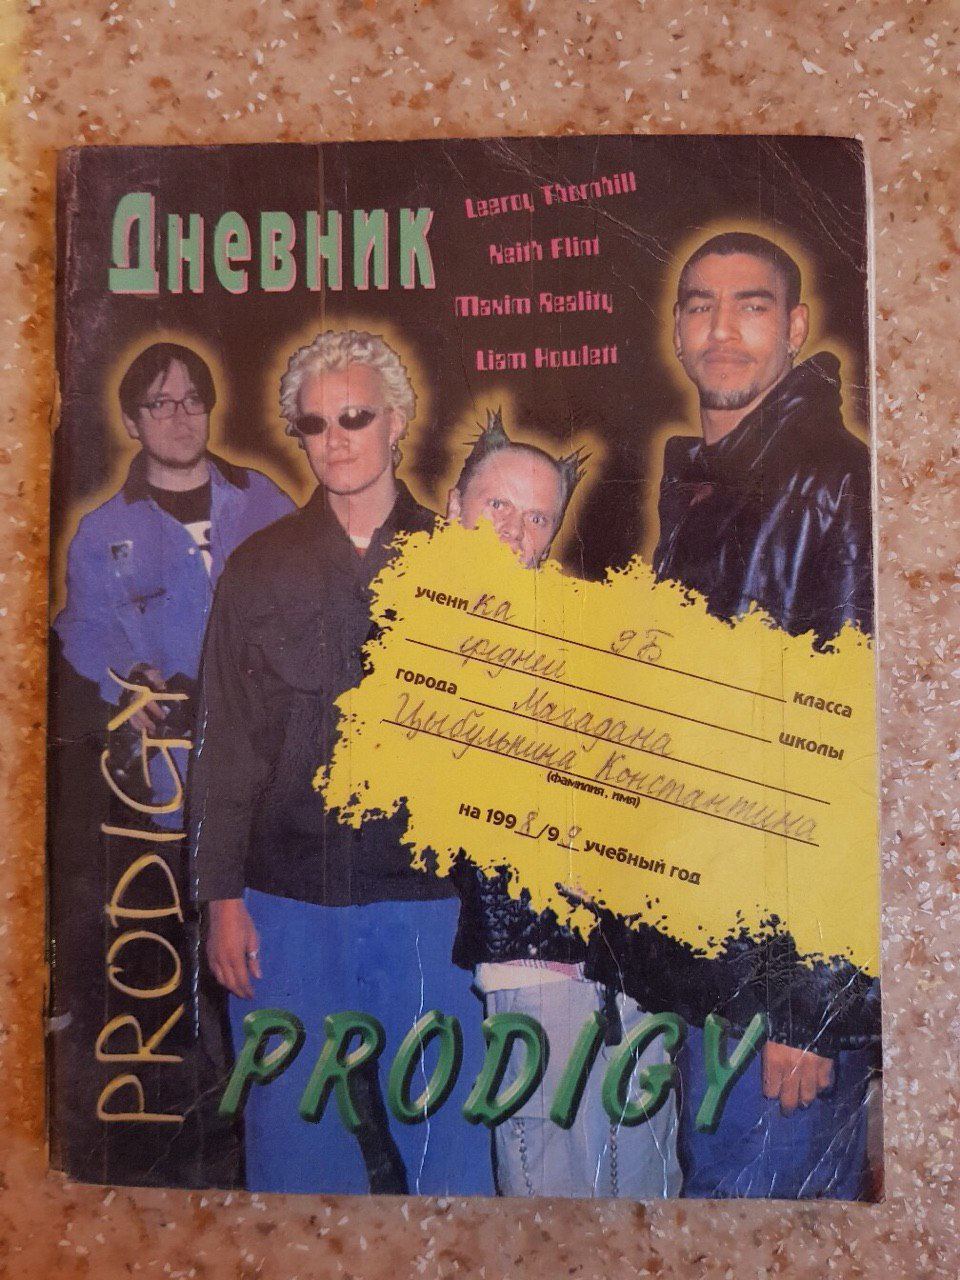 Дневник
Leeroy Thornhill
Keith Flint
Maxim Reality
Liam Howlett
ученика 9Б класса
средней школы
города Магадана
Цыбулькина Константина
(фамилия, имя)
на 1998/99 учебный год
PRODIGY
PRODIGY